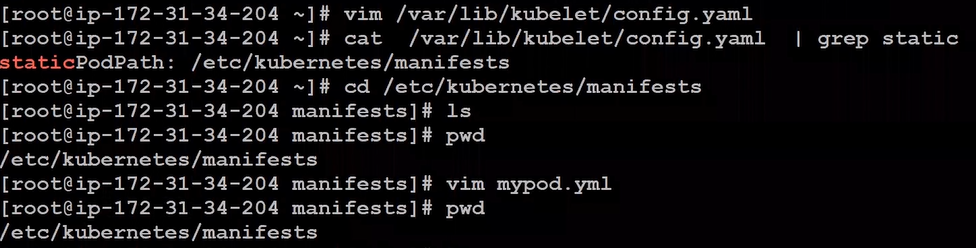 [root@ip-172-31-34-204 ~]# vim /var/lib/kubelet/config.yaml
[root@ip-172-31-34-204 ~]# cat  /var/lib/kubelet/config.yaml  | grep static
staticPodPath: /etc/kubernetes/manifests
[root@ip-172-31-34-204 ~]# cd /etc/kubernetes/manifests
[root@ip-172-31-34-204 manifests]# ls
[root@ip-172-31-34-204 manifests]# pwd
/etc/kubernetes/manifests
[root@ip-172-31-34-204 manifests]# vim mypod.yml
[root@ip-172-31-34-204 manifests]# pwd
/etc/kubernetes/manifests